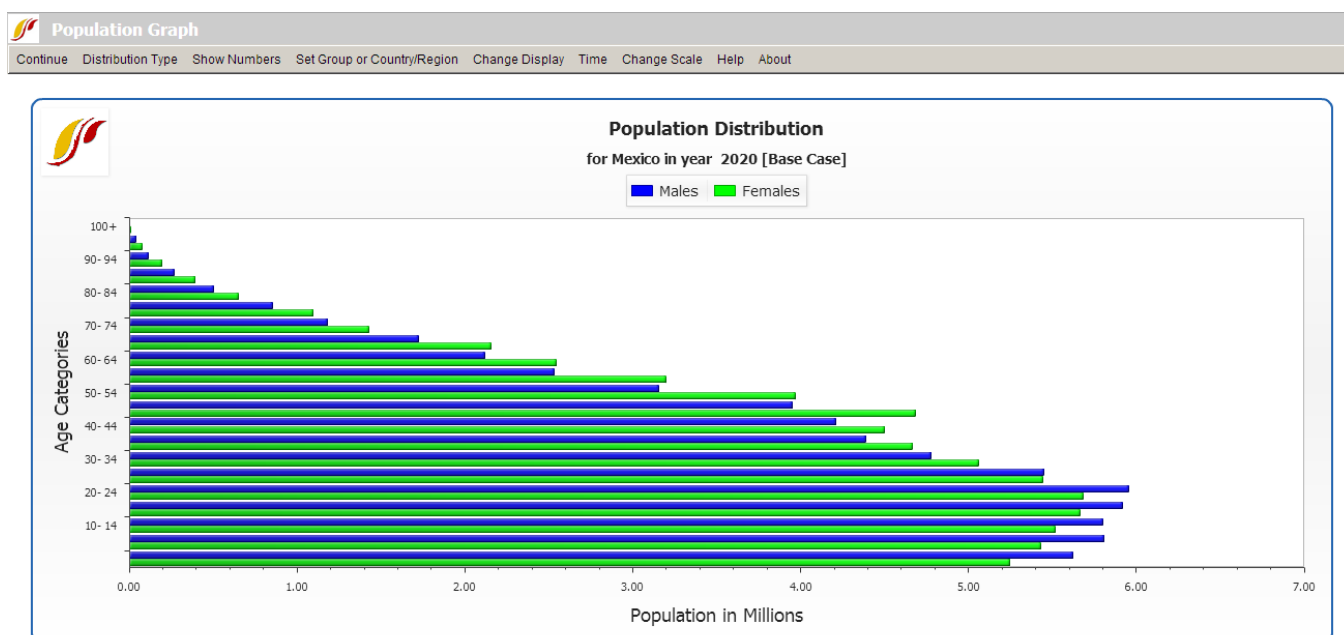 Population Graph
Continue Distribution Type Show Numbers Set Group or Country/Region Change Display Time Change Scale Help About
Population Distribution
for Mexico in year 2020 [Base Case]
Males Females
Age Categories
100+
90- 94
80- 84
70- 74
60- 64
50- 54
40- 44
30- 34
20- 24
10- 14
0.00 1.00 2.00 3.00 4.00 5.00 6.00 7.00
Population in Millions